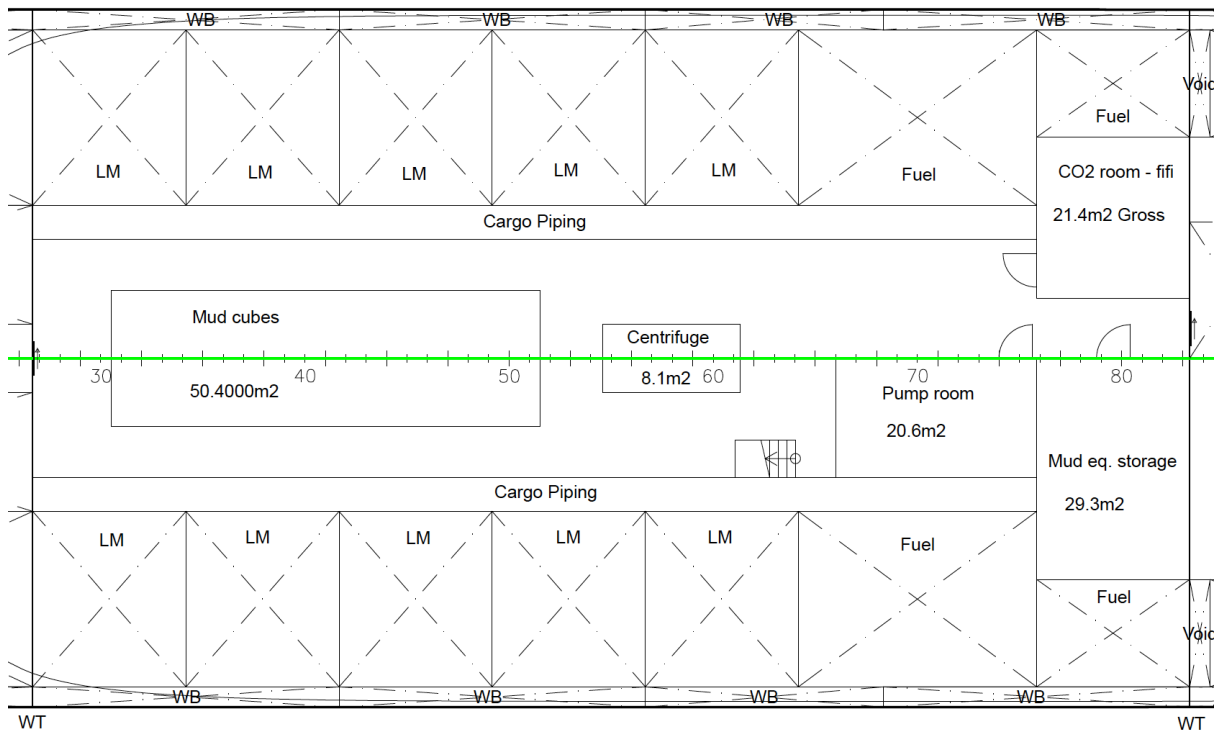 WB WB WB WB
Void
Fuel
LM LM LM LM LM Fuel
CO2 room - fifi
21.4m2 Gross
Cargo Piping
Mud cubes
Centrifuge
30 40 50 60 70 80
50.4000m2
8.1m2
Pump room
20.6m2
Mud eq. storage
29.3m2
Cargo Piping
LM LM LM LM LM Fuel
Fuel
Void
WB WB WB WB
WT WT